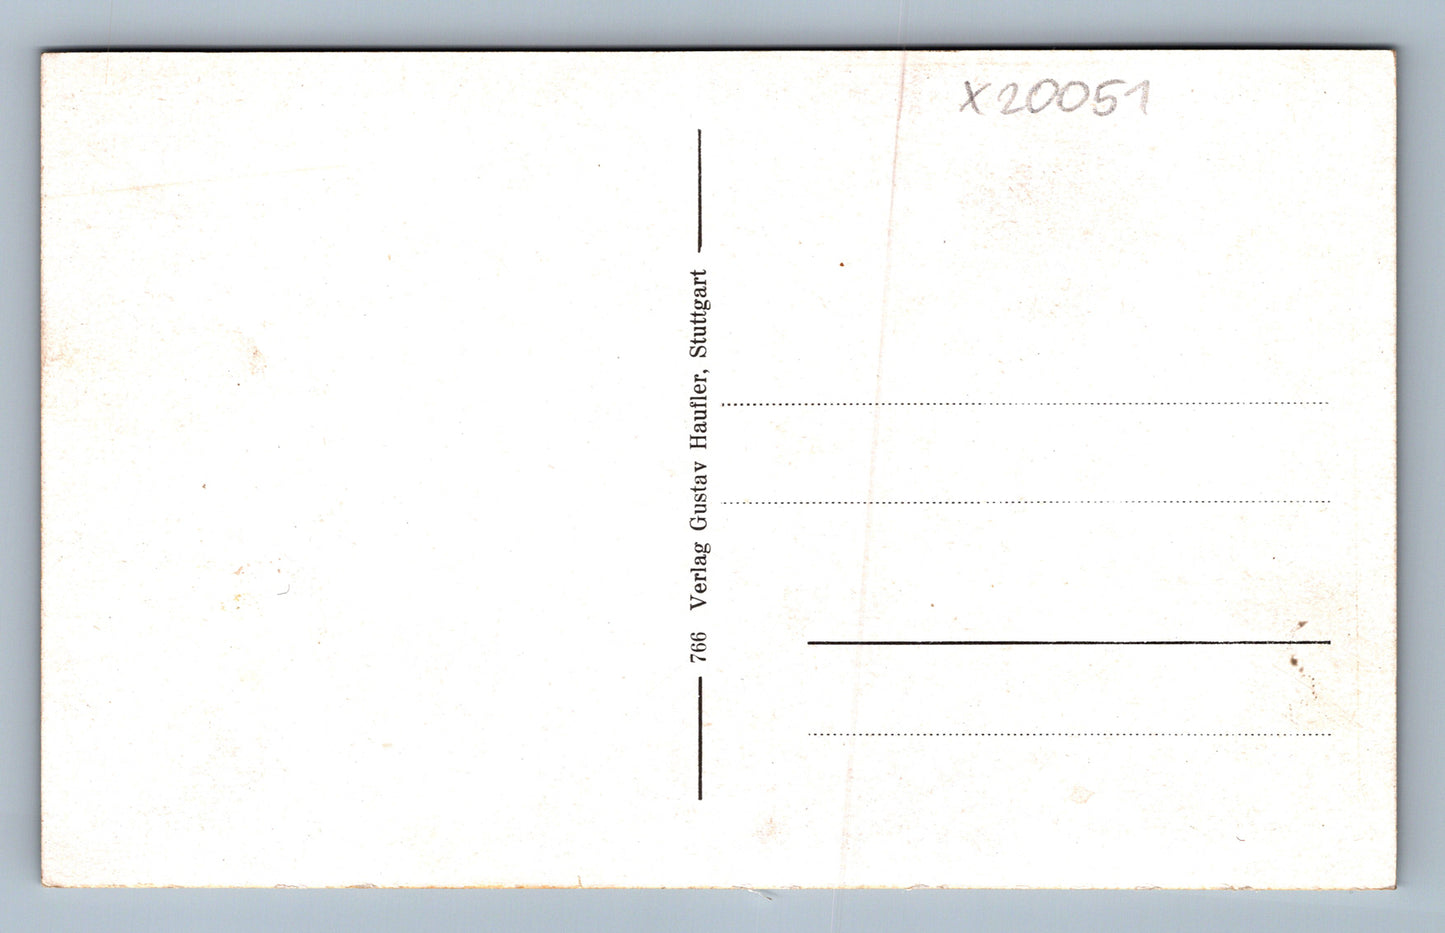 X20051
766 Verlag Gustav Haufler, Stuttgart